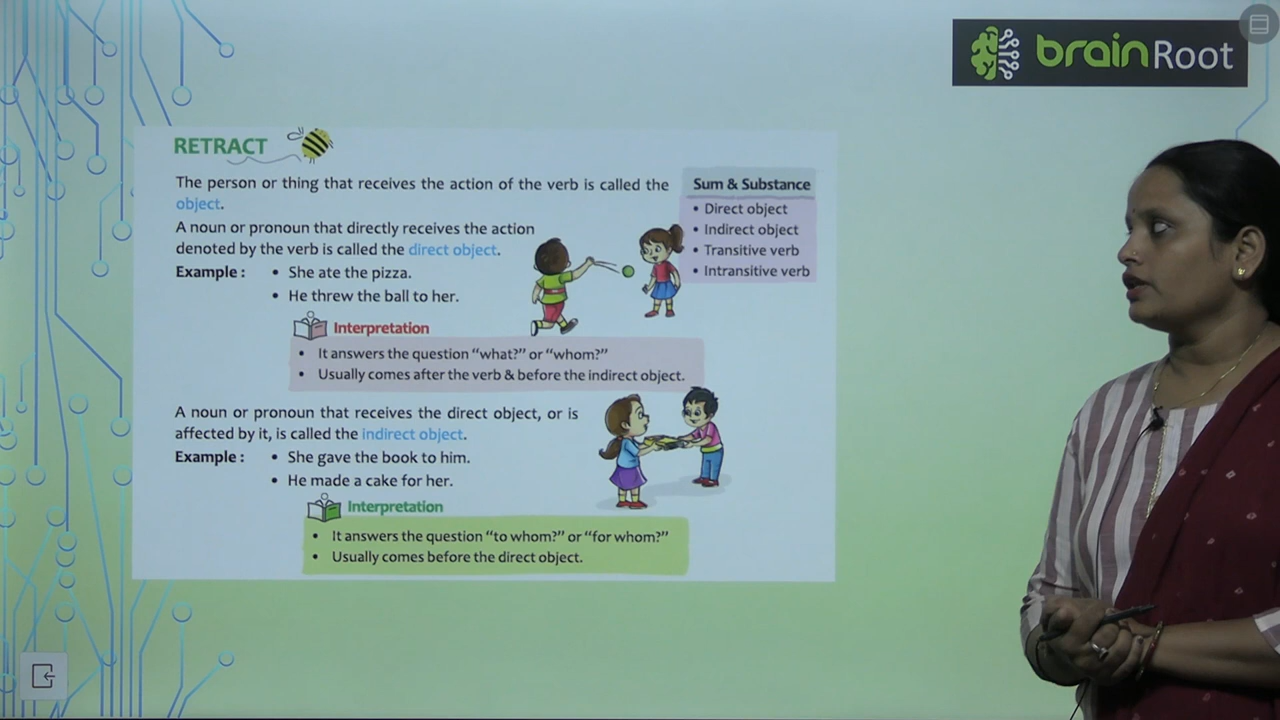 brainRoot
RETRACT
The person or thing that receives the action of the verb is called the
object.
A noun or pronoun that directly receives the action
denoted by the verb is called the direct object.
Example : • She ate the pizza.
• He threw the ball to her.
Interpretation
• It answers the question “what?” or “whom?”
• Usually comes after the verb & before the indirect object.
A noun or pronoun that receives the direct object, or is
affected by it, is called the indirect object.
Example : • She gave the book to him.
• He made a cake for her.
Interpretation
• It answers the question “to whom?” or “for whom?”
• Usually comes before the direct object.
Sum & Substance
• Direct object
• Indirect object
• Transitive verb
• Intransitive verb